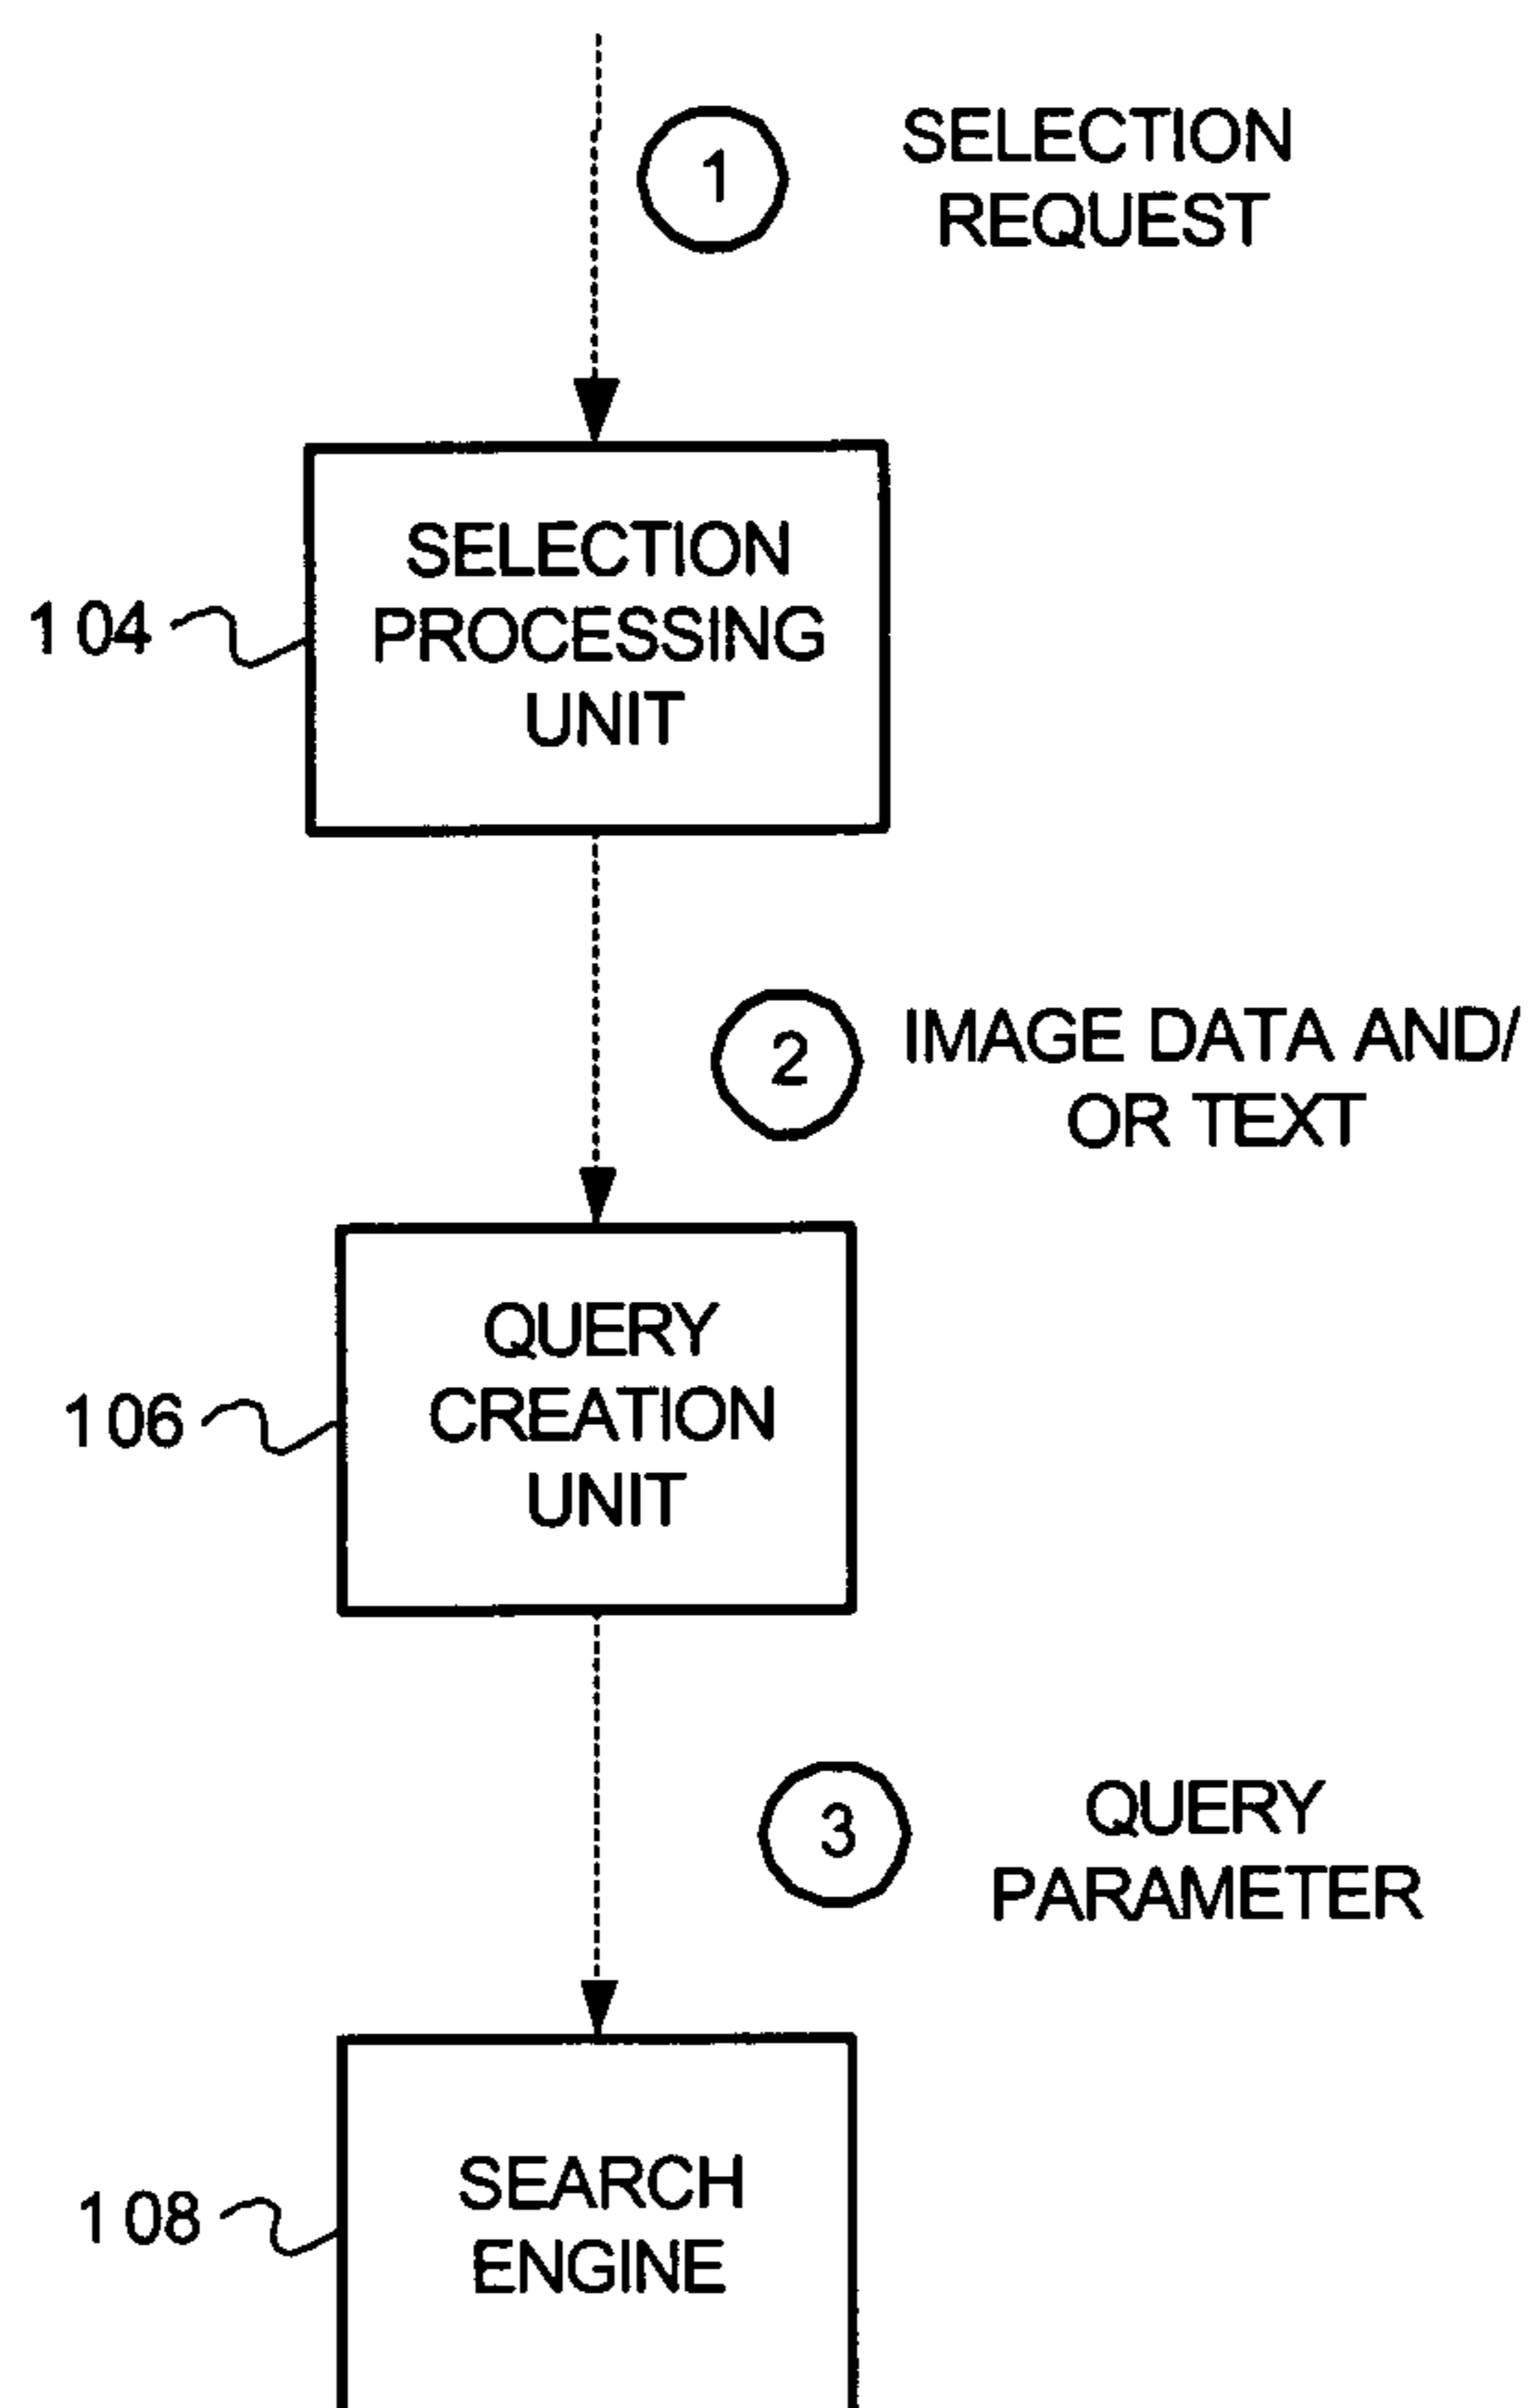 1
SELECTION
REQUEST
SELECTION
PROCESSING
UNIT
104
2
IMAGE DATA AND/
OR TEXT
QUERY
CREATION
UNIT
106
3
QUERY
PARAMETER
SEARCH
ENGINE
108